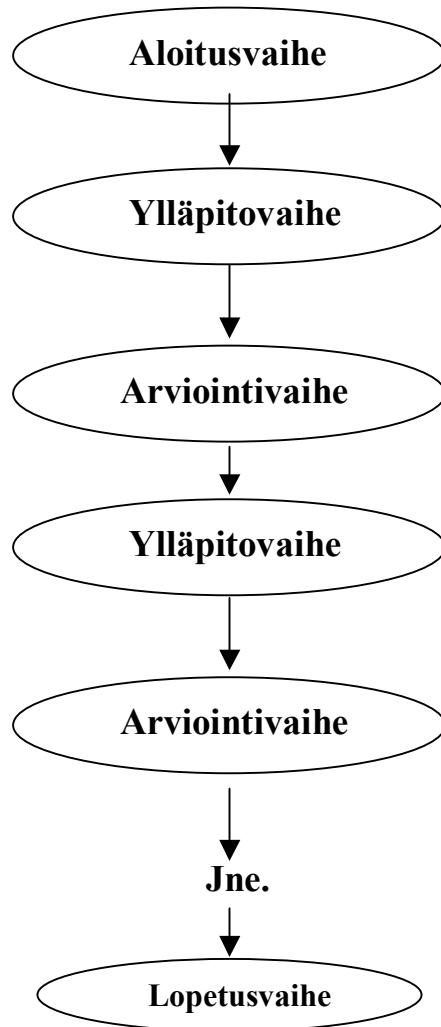 Aloitusvaihe
Ylläpitovaihe
Arviointivaihe
Ylläpitovaihe
Arviointivaihe
Jne.
Lopetusvaihe